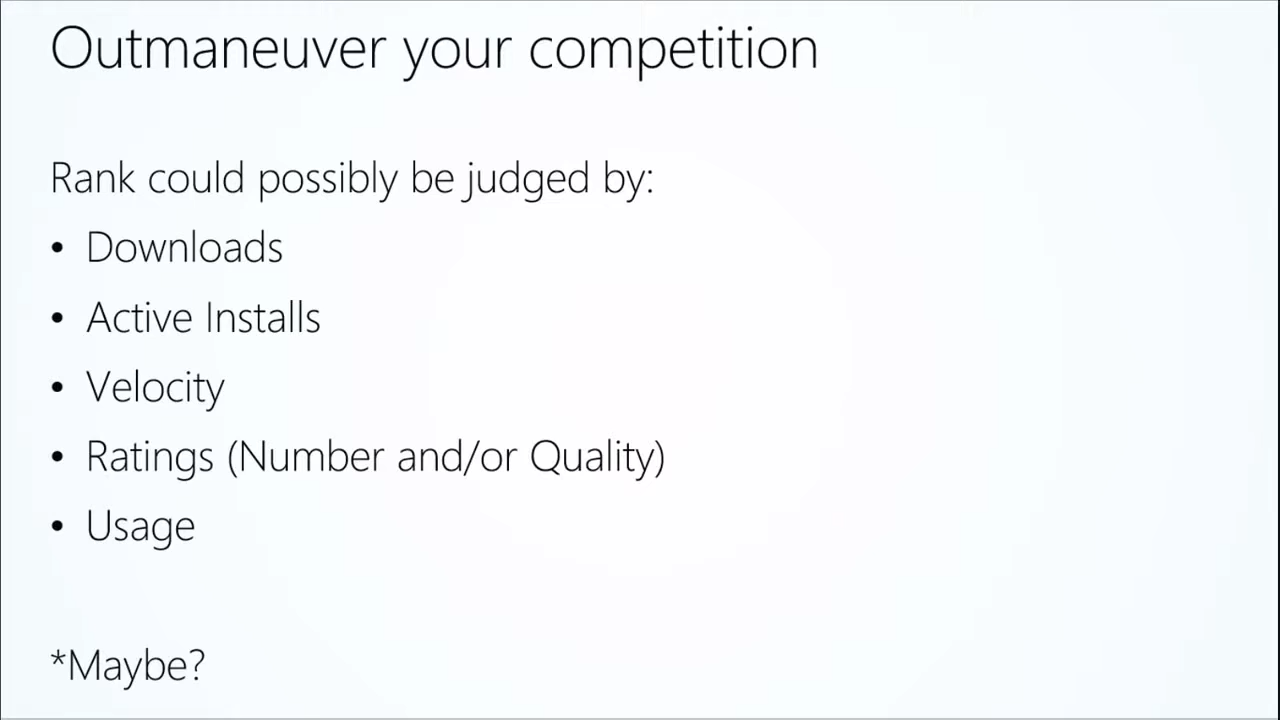 Outmaneuver your competition
Rank could possibly be judged by:
• Downloads
• Active Installs
• Velocity
• Ratings (Number and/or Quality)
• Usage
*Maybe?